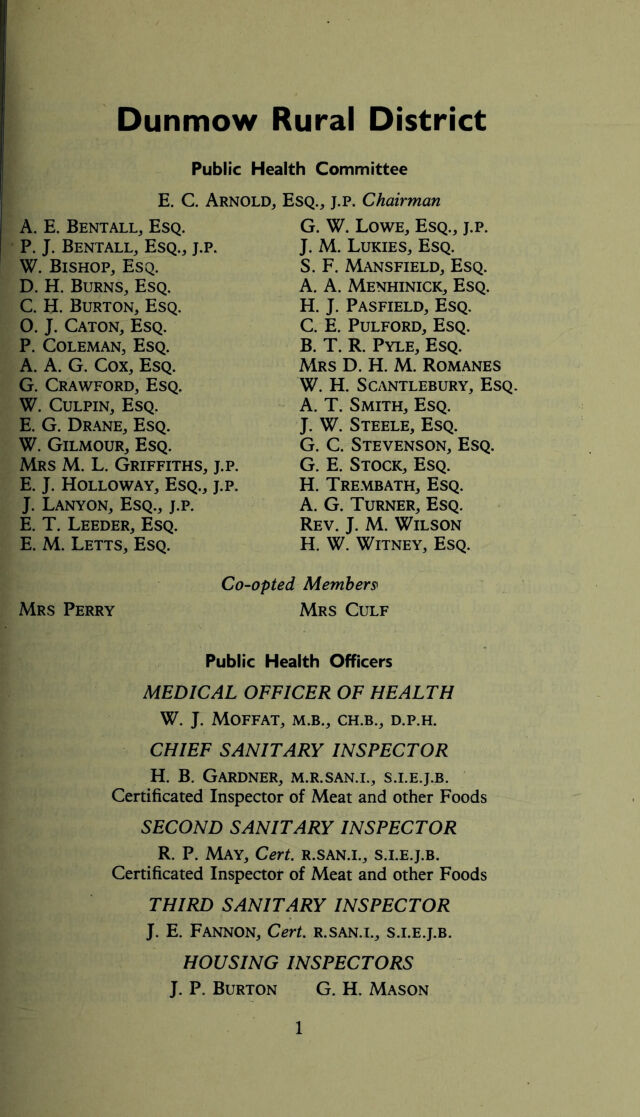 Dunmow Rural District
Public Health Committee
E. C. ARNOLD, ESQ., J.P. Chairman
A. E. BENTALL, ESQ.
P. J. BENTALL, ESQ., J.P.
W. BISHOP, ESQ.
D. H. BURNS, ESQ.
C. H. BURTON, ESQ.
O. J. CATON, ESQ.
P. COLEMAN, ESQ.
A. A. G. COX, ESQ.
G. CRAWFORD, ESQ.
W. CULPIN, ESQ.
E. G. DRANE, ESQ.
W. GILMOUR, ESQ.
MRS M. L. GRIFFITHS, J.P.
E. J. HOLLOWAY, ESQ., J.P.
J. LANYON, ESQ., J.P.
E. T. LEEDER, ESQ.
E. M. LETTS, ESQ.
G. W. LOWE, ESQ., J.P.
J. M. LUKIES, ESQ.
S. F. MANSFIELD, ESQ.
A. A. MENHINICK, ESQ.
H. J. PASFIELD, ESQ.
C. E. PULFORD, ESQ.
B. T. R. PYLE, ESQ.
MRS D. H. M. ROMANES
W. H. SCANTLEBURY, ESQ.
A. T. SMITH, ESQ.
J. W. STEELE, ESQ.
G. C. STEVENSON, ESQ.
G. E. STOCK, ESQ.
H. TREMBATH, ESQ.
A. G. TURNER, ESQ.
REV. J. M. WILSON
H. W. WITNEY, ESQ.
Co-opted Members
MRS PERRY MRS CULF
Public Health Officers
MEDICAL OFFICER OF HEALTH
W. J. MOFFAT, M.B., CH.B., D.P.H.
CHIEF SANITARY INSPECTOR
H. B. GARDNER, M.R.SAN.I., S.I.E.J.B.
Certificated Inspector of Meat and other Foods
SECOND SANITARY INSPECTOR
R. P. MAY, Cert. R.SAN.I., S.I.E.J.B.
Certificated Inspector of Meat and other Foods
THIRD SANITARY INSPECTOR
J. E. FANNON, Cert. R.SAN.I., S.I.E.J.B.
HOUSING INSPECTORS
J. P. BURTON G. H. MASON
1